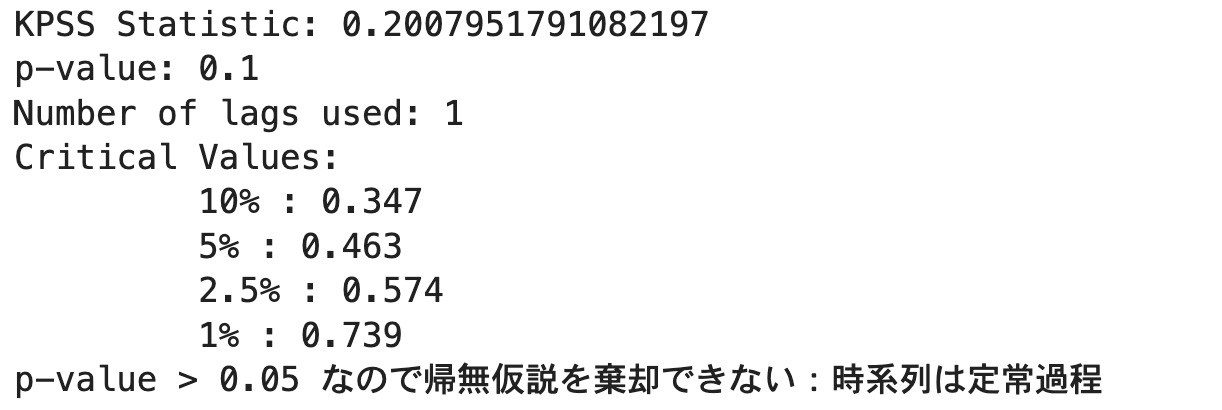 KPSS Statistic: 0.2007951791082197
p-value: 0.1
Number of lags used: 1
Critical Values:
10% : 0.347
5% : 0.463
2.5% : 0.574
1% : 0.739
p-value > 0.05 なので帰無仮説を棄却できない：時系列は定常過程